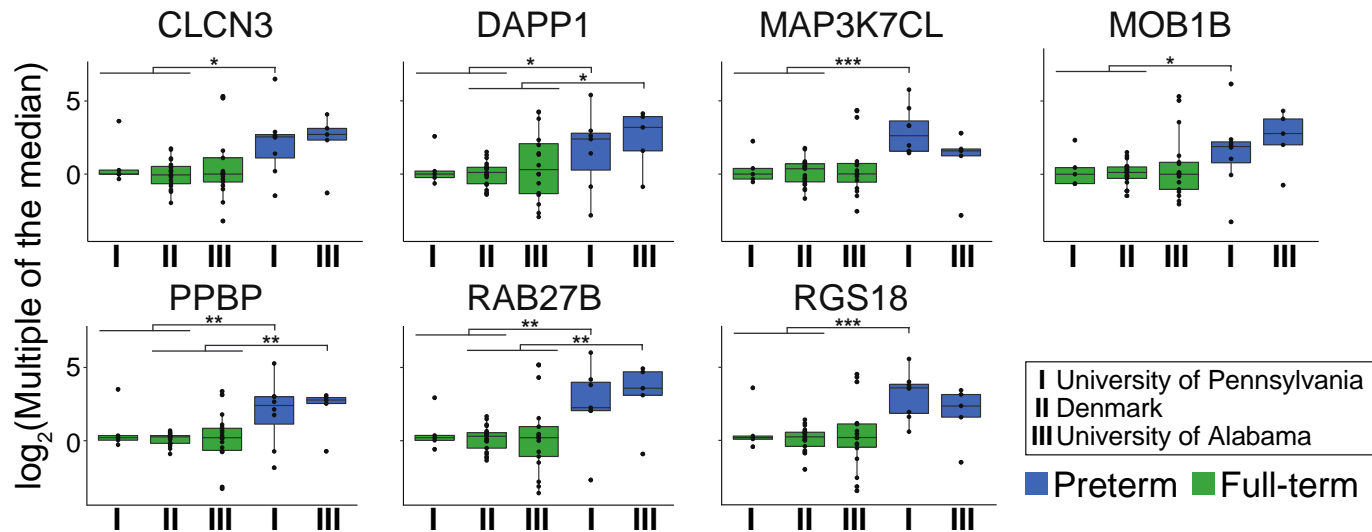 CLCN3 DAPP1 MAP3K7CL MOB1B
* * * *** *
log2(Multiple of the median)
5
0
I II III I III I II III I III I II III I III I II III I III
PPBP RAB27B RGS18
** ** ** ** ***
5
0
I II III I III I II III I III I II III I III
I University of Pennsylvania
II Denmark
III University of Alabama
Preterm Full-term